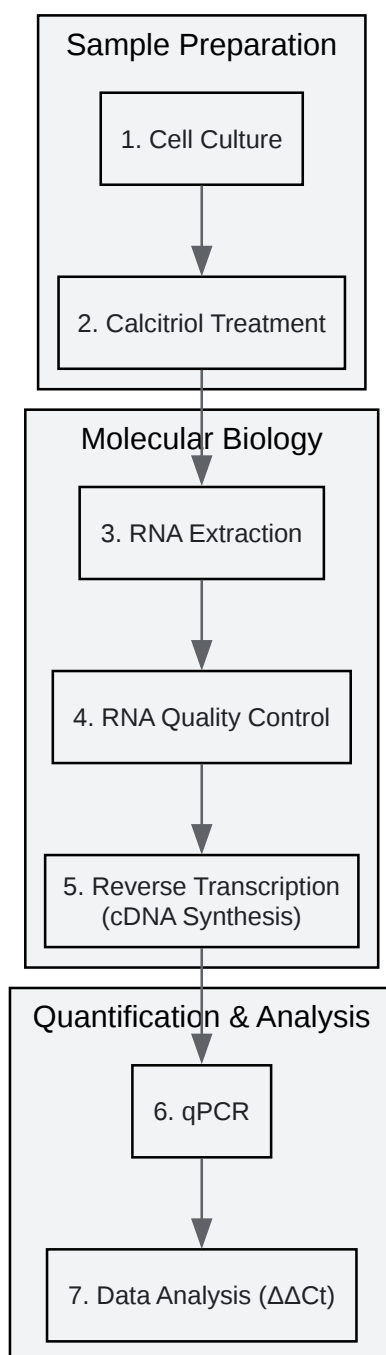 Sample Preparation
1. Cell Culture
2. Calcitriol Treatment
Molecular Biology
3. RNA Extraction
4. RNA Quality Control
5. Reverse Transcription
(cDNA Synthesis)
Quantification & Analysis
6. qPCR
7. Data Analysis (ΔΔCt)